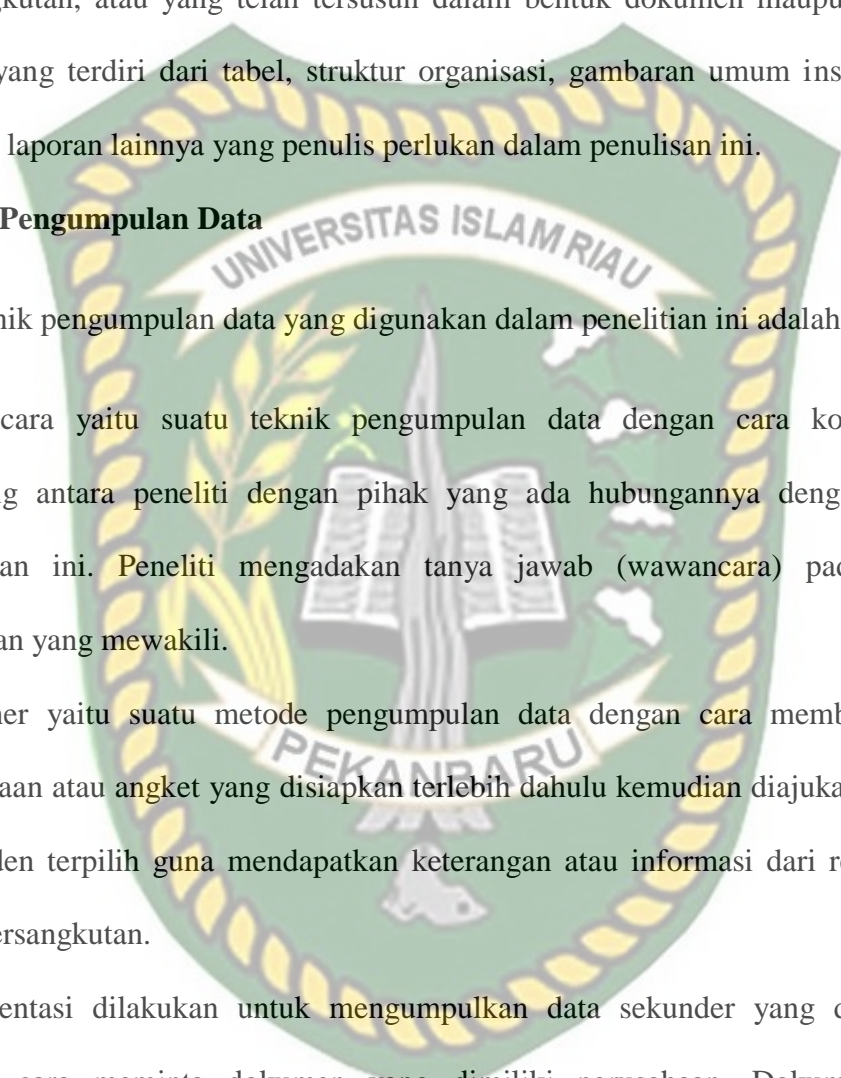 gkutan, atau yang telah tersusun dalam bentuk dokumen maupu
yang terdiri dari tabel, struktur organisasi, gambaran umum ins
laporan lainnya yang penulis perlukan dalam penulisan ini.
Pengumpulan Data
UNIVERSITAS ISLAM RIAU
nik pengumpulan data yang digunakan dalam penelitian ini adalah
cara yaitu suatu teknik pengumpulan data dengan cara ko
g antara peneliti dengan pihak yang ada hubungannya deng
an ini. Peneliti mengadakan tanya jawab (wawancara) pad
an yang mewakili.
ner yaitu suatu metode pengumpulan data dengan cara memb
PEKANBARU
aan atau angket yang disiapkan terlebih dahulu kemudian diajuka
den terpilih guna mendapatkan keterangan atau informasi dari r
ersangkutan.
entasi dilakukan untuk mengumpulkan data sekunder yang d
cara meminta dokumen yang dimiliki perusahaan. Dokum